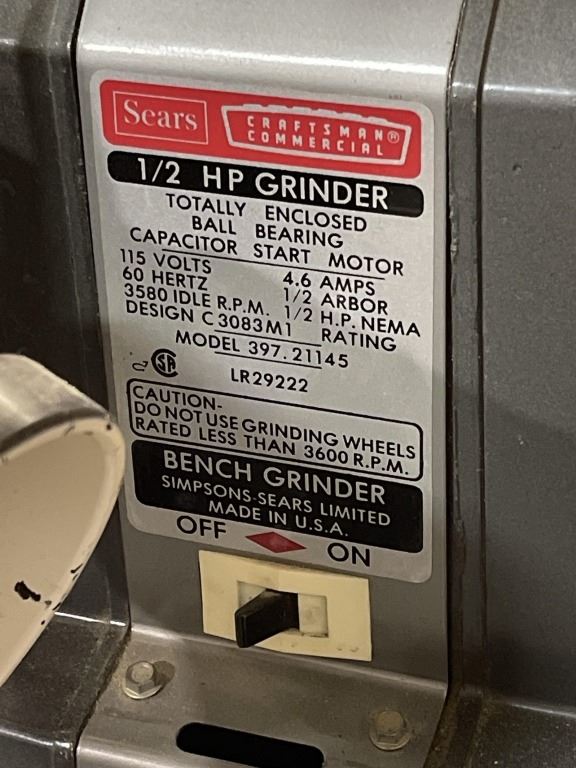 Sears
CRAFTSMAN®
COMMERCIAL
1/2 HP GRINDER
TOTALLY ENCLOSED
BALL BEARING
CAPACITOR START MOTOR
115 VOLTS 4.6 AMPS
60 HERTZ 1/2 ARBOR
3580 IDLE R.P.M. 1/2 H.P. NEMA
DESIGN C3083M1 RATING
MODEL 397.21145
SA
LR29222
CAUTION-
DO NOT USE GRINDING WHEELS
RATED LESS THAN 3600 R.P.M.
BENCH GRINDER
SIMPSONS-SEARS LIMITED
MADE IN U.S.A.
OFF ON